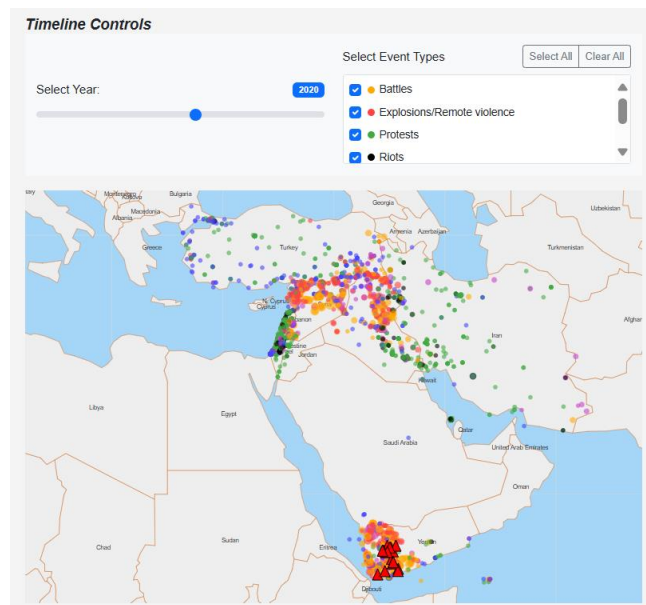 Timeline Controls
Select Event Types
Select All
Clear All
Select Year:
2020
Battles
Explosions/Remote violence
Protests
Riots
Montenegro
Bulgaria
Macedonia
Albania
Greece
Turkey
Georgia
Armenia
Azerbaijan
Uzbekistan
Turkmenistan
N. Cyprus
Cyprus
Jordan
Iran
Afghan
Kuwait
Libya
Egypt
Saudi Arabia
Qatar
United Arab Emirates
Oman
Chad
Sudan
Eritrea
Yemen
Djibouti